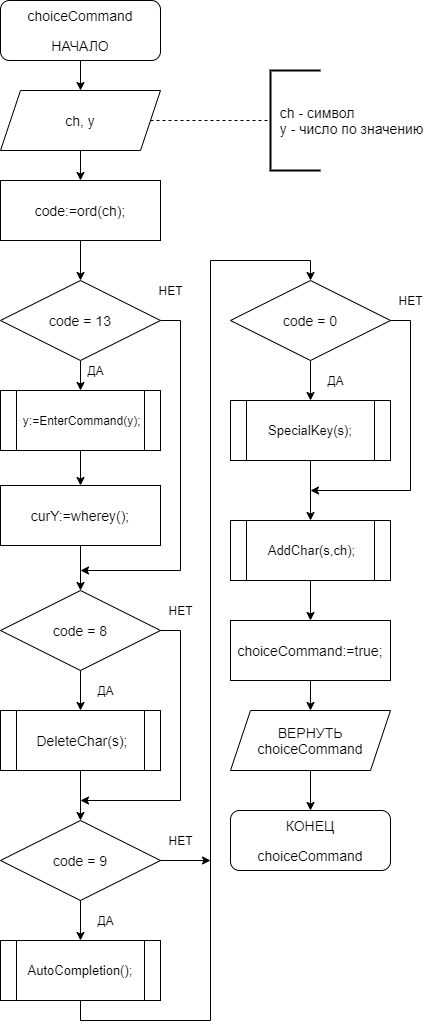 choiceCommand
НАЧАЛО
ch, y
ch - символ
y - число по значению
code:=ord(ch);
НЕТ
code = 13
ДА
y:=EnterCommand(y);
curY:=wherey();
НЕТ
code = 8
ДА
DeleteChar(s);
НЕТ
code = 9
ДА
AutoCompletion();
НЕТ
code = 0
ДА
SpecialKey(s);
AddChar(s,ch);
choiceCommand:=true;
ВЕРНУТЬ
choiceCommand
КОНЕЦ
choiceCommand